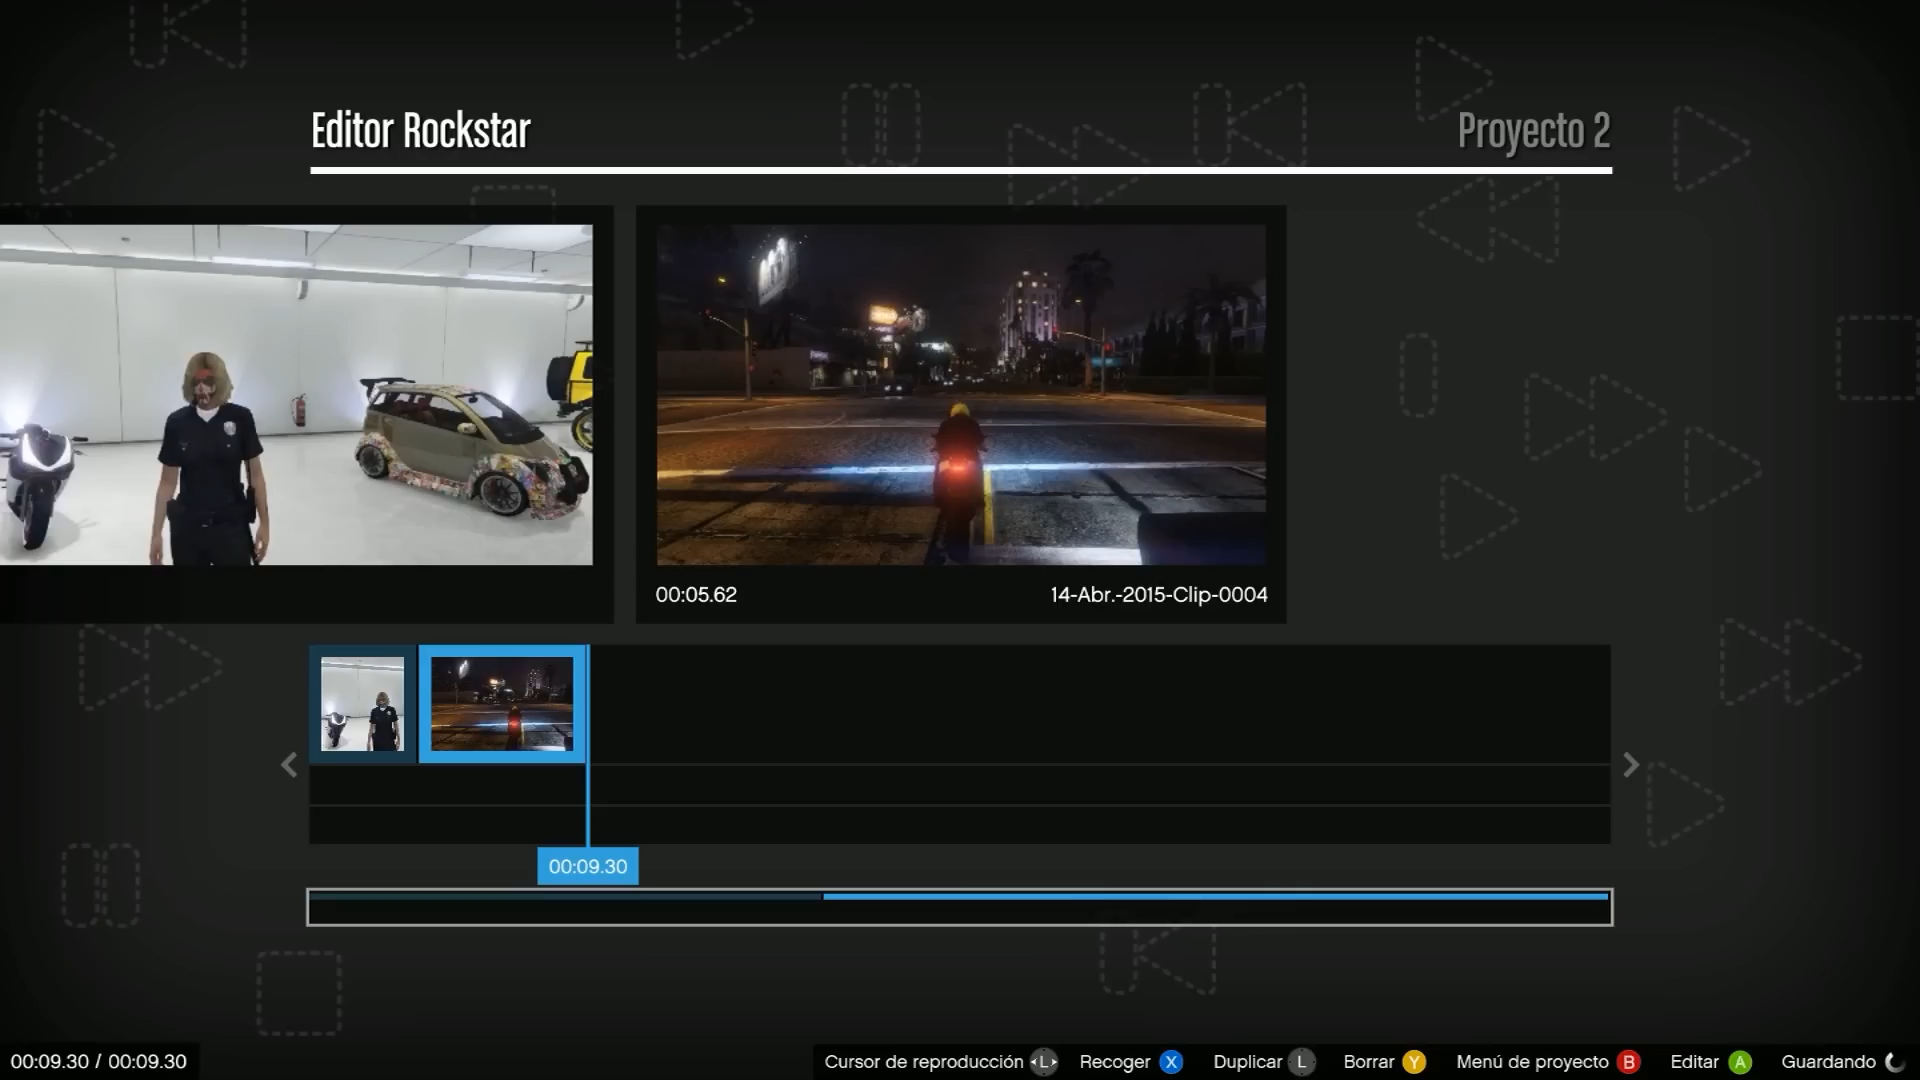 Editor Rockstar
Proyecto 2
00:05.62
14-Abr.-2015-Clip-0004
00:09.30
00:09.30 / 00:09.30
Cursor de reproducción L Recoger X Duplicar L Borrar Y Menú de proyecto B Editar A Guardando